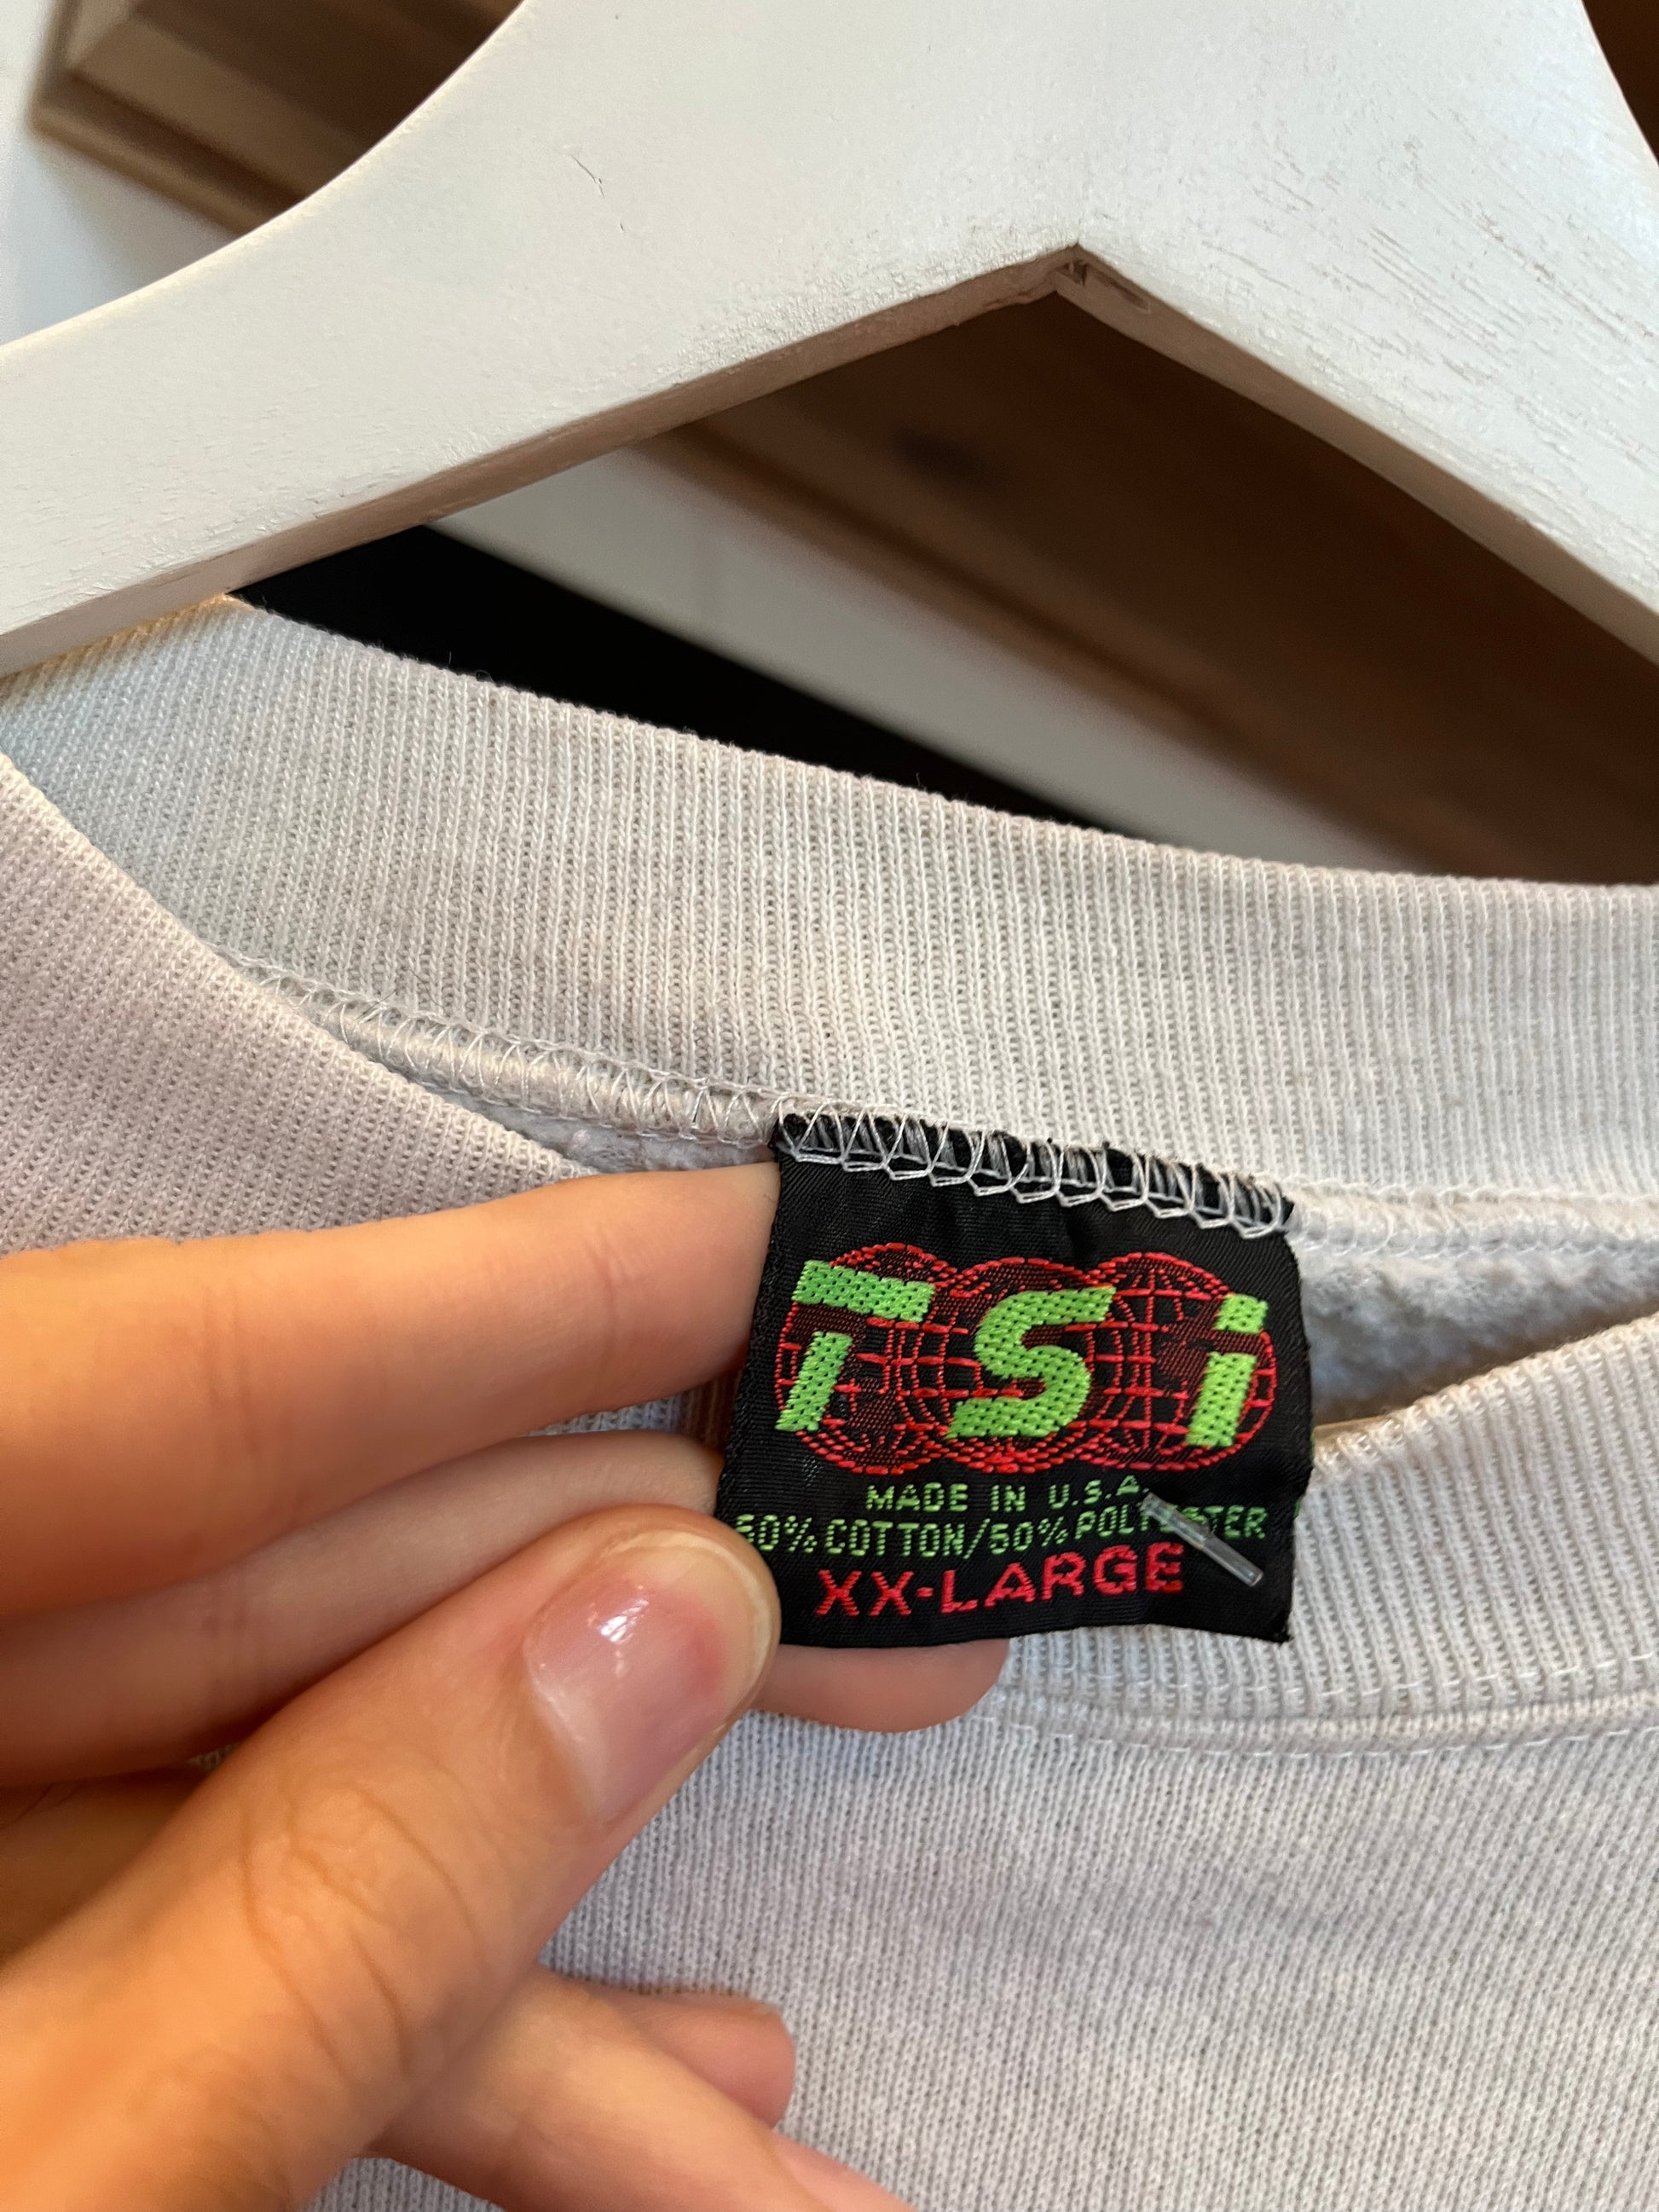 TSi
MADE IN U.S.A.
50% COTTON/50% POLYESTER
XX-LARGE